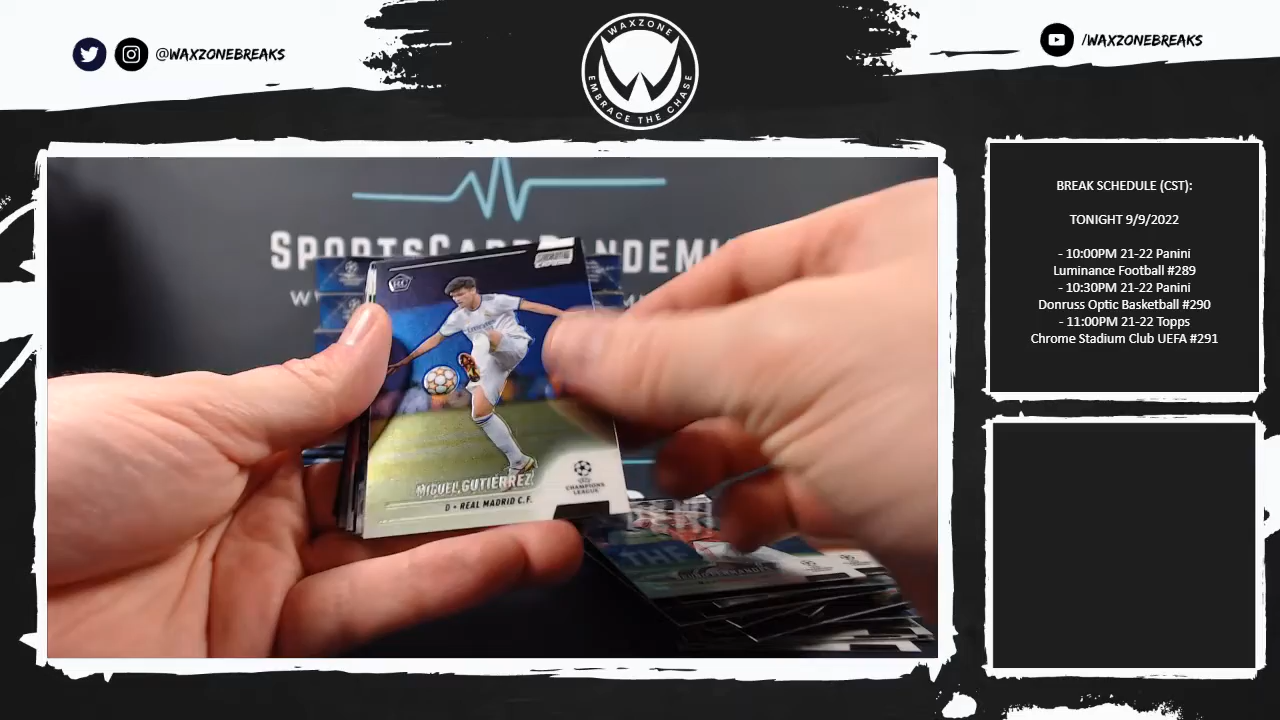 @WAXZONEBREAKS
WAXZONE
EMBRACE THE CHASE
/WAXZONEBREAKS
BREAK SCHEDULE (CST):
TONIGHT 9/9/2022
- 10:00PM 21-22 Panini
Luminance Football #289
- 10:30PM 21-22 Panini
Donruss Optic Basketball #290
- 11:00PM 21-22 Topps
Chrome Stadium Club UEFA #291
MIGUEL GUTIÉRREZ
D • REAL MADRID C.F.
CHAMPIONS
LEAGUE